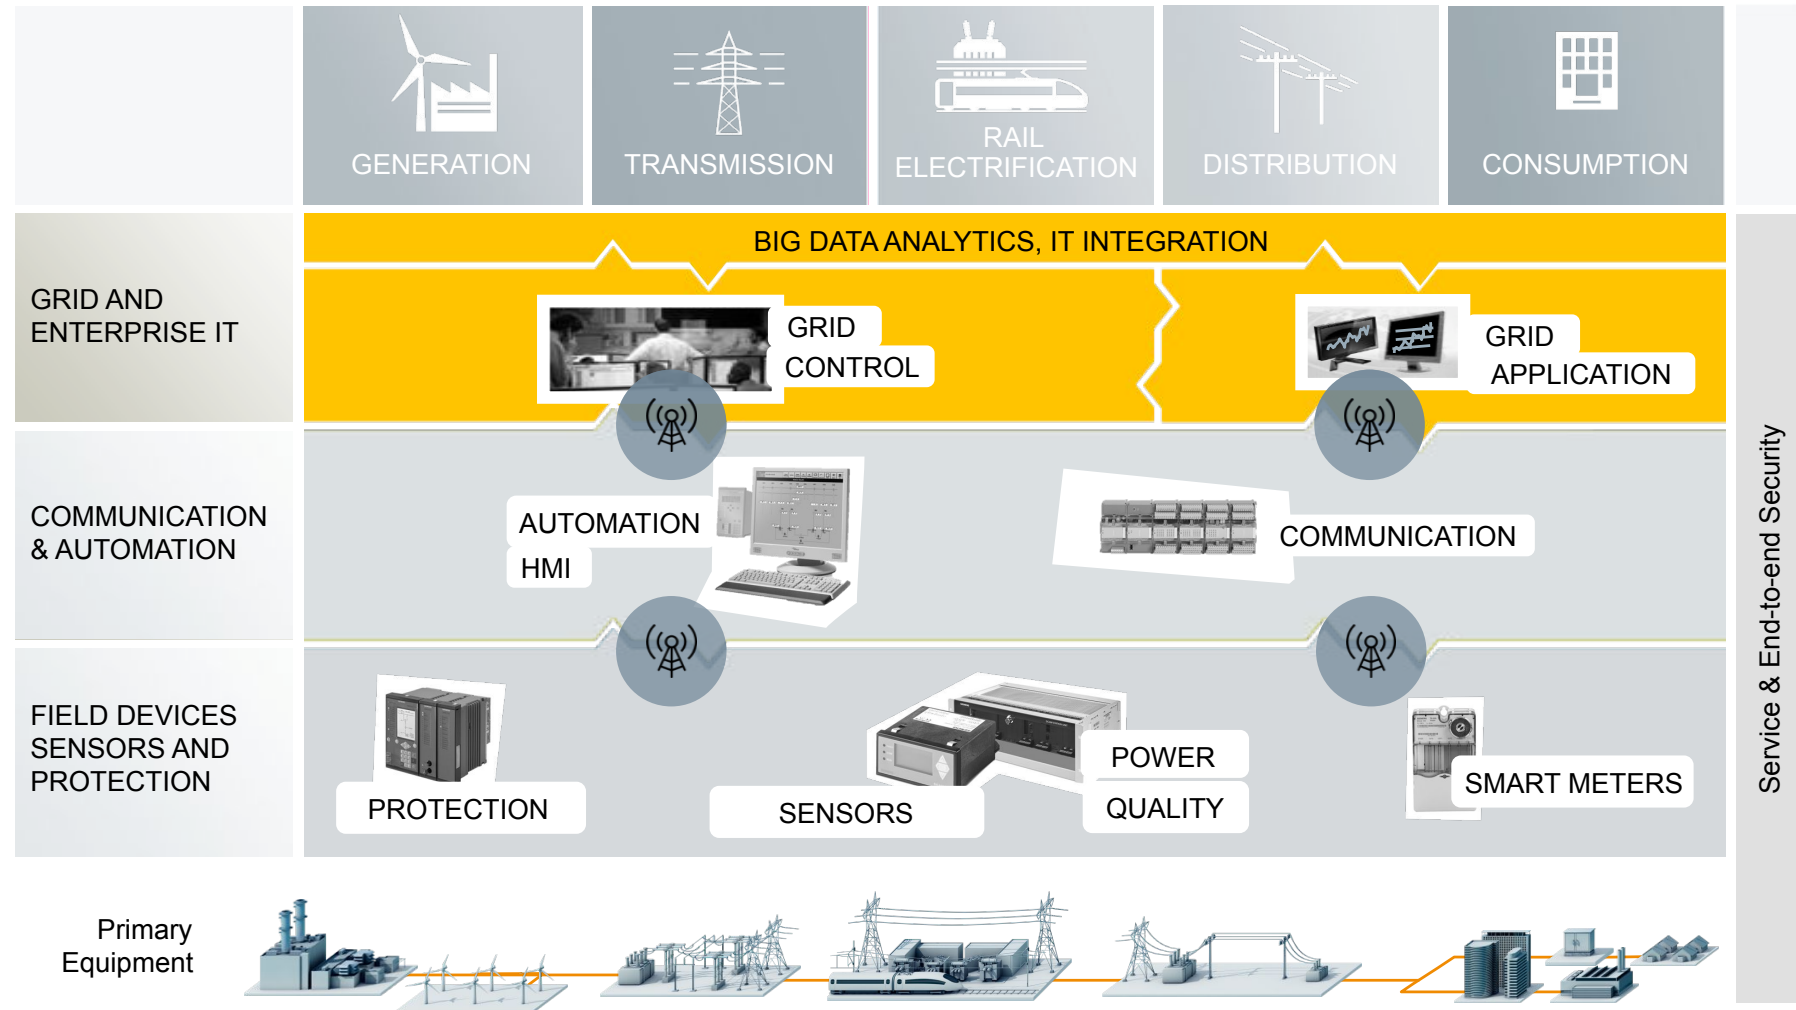 GENERATION
TRANSMISSION
RAIL
ELECTRIFICATION
DISTRIBUTION
CONSUMPTION
BIG DATA ANALYTICS, IT INTEGRATION
GRID AND
ENTERPRISE IT
GRID
CONTROL
GRID
APPLICATION
COMMUNICATION
& AUTOMATION
AUTOMATION
HMI
COMMUNICATION
FIELD DEVICES
SENSORS AND
PROTECTION
PROTECTION
SENSORS
POWER
QUALITY
SMART METERS
Service & End-to-end Security
Primary
Equipment